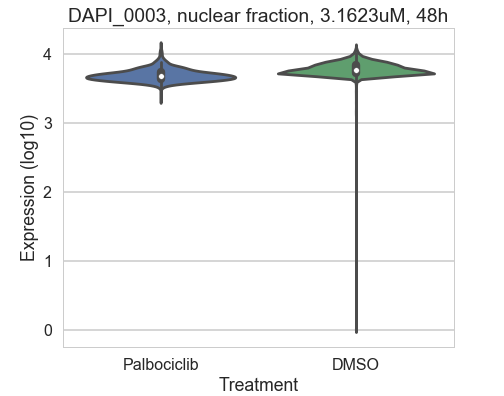 DAPI_0003, nuclear fraction, 3.1623uM, 48h
4
3
2
1
0
Expression (log10)
Palbociclib DMSO
Treatment